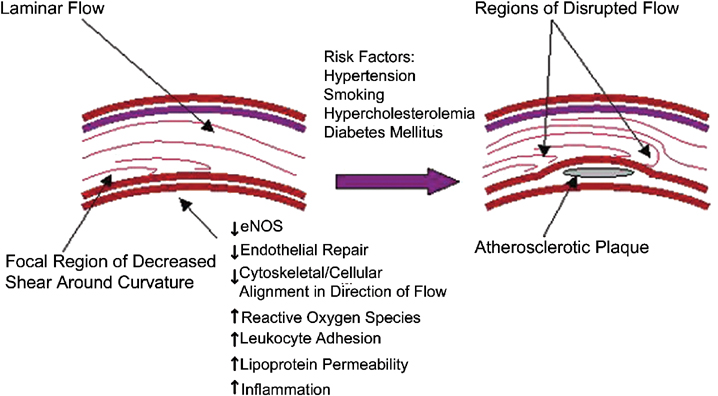 Laminar Flow
Regions of Disrupted Flow
Risk Factors:
Hypertension
Smoking
Hypercholesterolemia
Diabetes Mellitus
Focal Region of Decreased
Shear Around Curvature
↓eNOS
↓Endothelial Repair
↓Cytoskeletal/Cellular
Alignment in Direction of Flow
↑Reactive Oxygen Species
↑Leukocyte Adhesion
↑Lipoprotein Permeability
↑Inflammation
Atherosclerotic Plaque